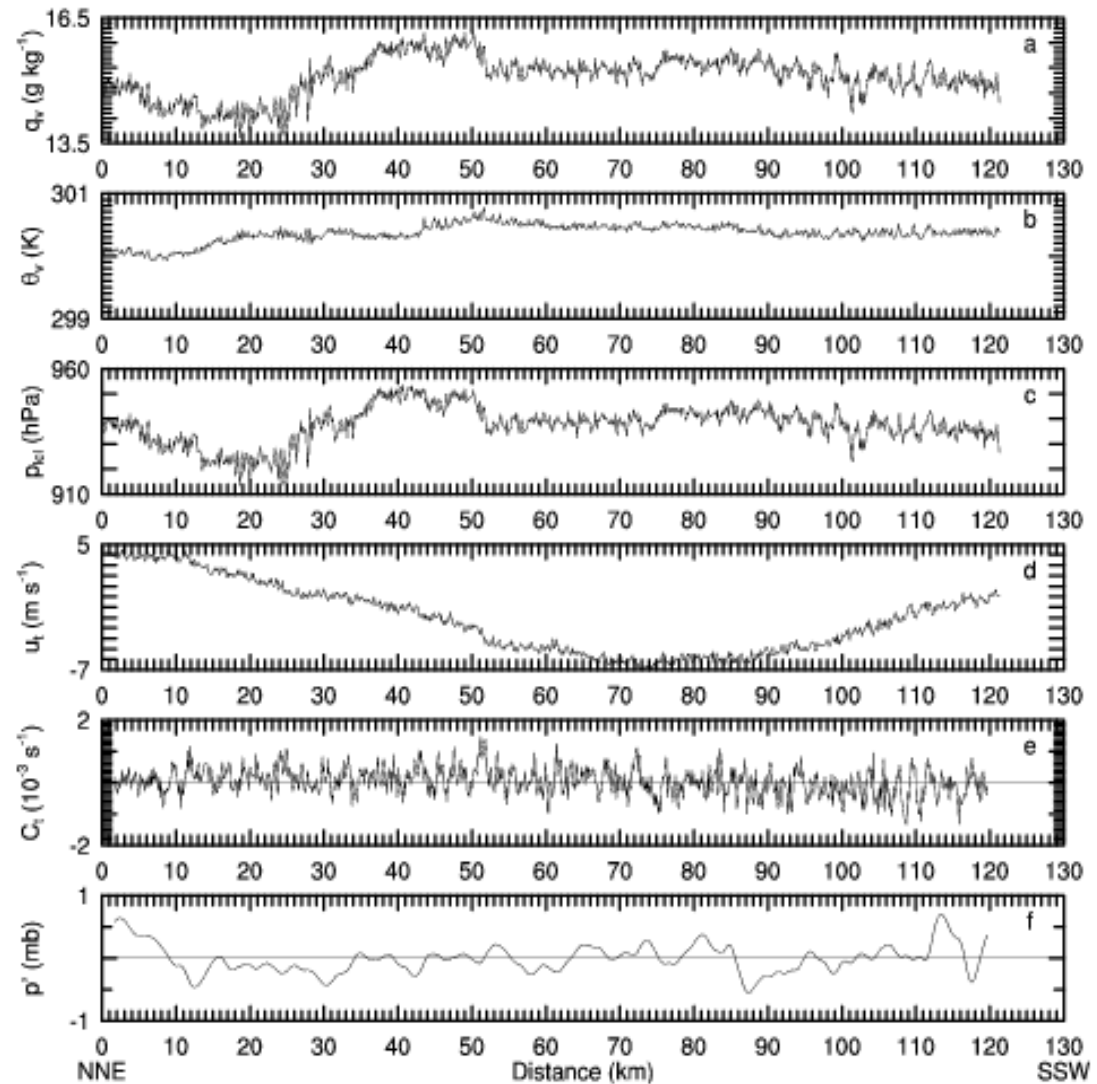 16.5
a
qv (g kg-1)
13.5
0 10 20 30 40 50 60 70 80 90 100 110 120 130
301
b
θv (K)
299
0 10 20 30 40 50 60 70 80 90 100 110 120 130
960
c
plcl (hPa)
910
0 10 20 30 40 50 60 70 80 90 100 110 120 130
5
d
ut (m s-1)
-7
0 10 20 30 40 50 60 70 80 90 100 110 120 130
2
e
Ct (10-3 s-1)
-2
0 10 20 30 40 50 60 70 80 90 100 110 120 130
1
f
p' (mb)
-1
0 10 20 30 40 50 60 70 80 90 100 110 120 130
NNE Distance (km) SSW